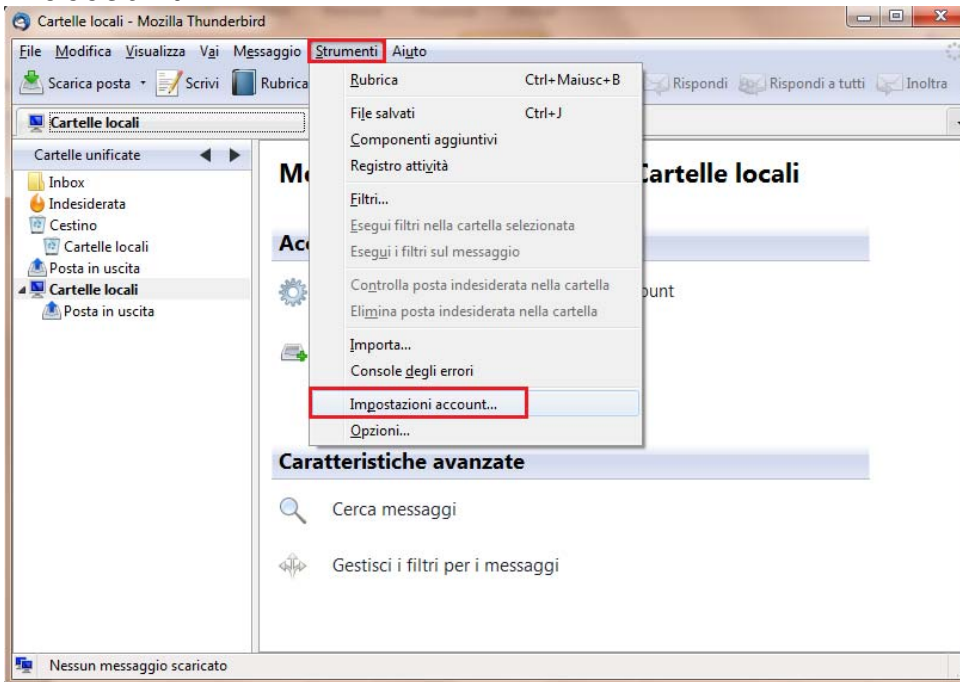 Cartelle locali - Mozilla Thunderbird
File Modifica Visualizza Vai Messaggio Strumenti Aiuto
Scarica posta Scrivi Rubrica Rispondi Rispondi a tutti Inoltra
Cartelle locali
Cartelle unificate
Inbox
Indesiderata
Cestino
Cartelle locali
Posta in uscita
Cartelle locali
Posta in uscita
Rubrica Ctrl+Maiusc+B
File salvati Ctrl+J
Componenti aggiuntivi
Registro attività
Filtri...
Esegui filtri nella cartella selezionata
Esegui i filtri sul messaggio
Controlla posta indesiderata nella cartella
Elimina posta indesiderata nella cartella
Importa...
Console degli errori
Impostazioni account...
Opzioni...
Cartelle locali
Caratteristiche avanzate
Cerca messaggi
Gestisci i filtri per i messaggi
Nessun messaggio scaricato